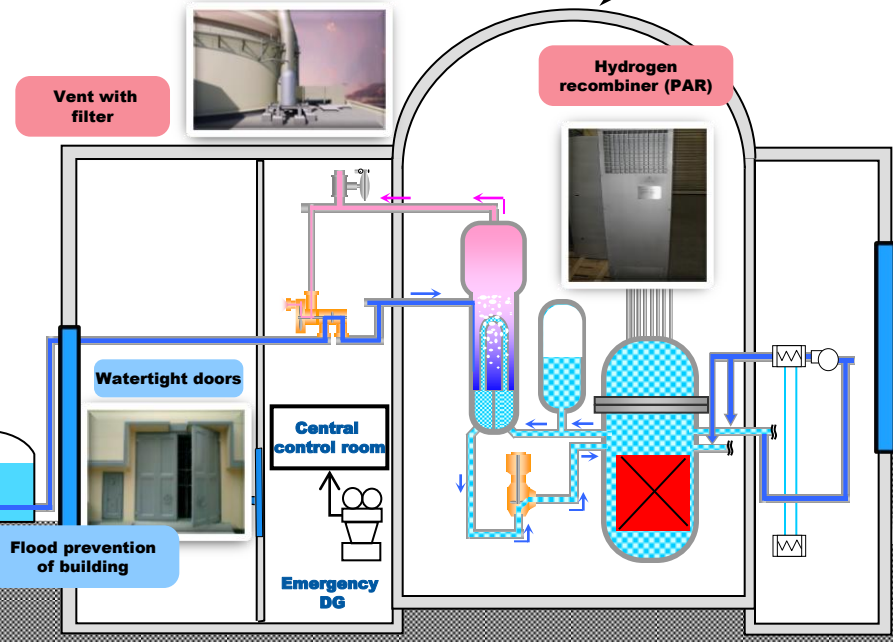 Vent with
filter
Hydrogen
recombiner (PAR)
Watertight doors
Central
control room
Flood prevention
of building
Emergency
DG